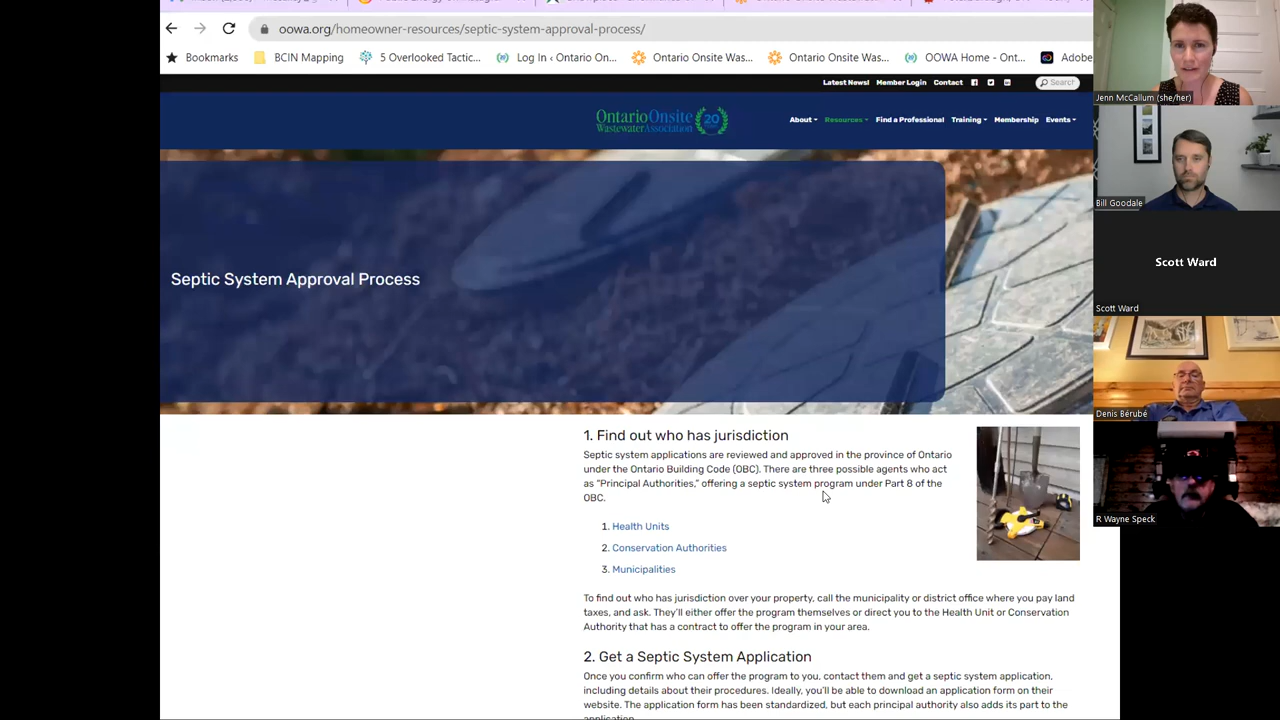 oowa.org/homeowner-resources/septic-system-approval-process/
Bookmarks BCIN Mapping 5 Overlooked Tactic... Log In ‹ Ontario On... Ontario Onsite Wast... Ontario Onsite Wast... OOWA Home - Ont... Adobe
Latest News! Member Login Contact Search
Ontario Onsite
Wastewater Association
20
About Resources Find a Professional Training Membership Events
Septic System Approval Process
1. Find out who has jurisdiction
Septic system applications are reviewed and approved in the province of Ontario
under the Ontario Building Code (OBC). There are three possible agents who act
as “Principal Authorities,” offering a septic system program under Part 8 of the
OBC.
1. Health Units
2. Conservation Authorities
3. Municipalities
To find out who has jurisdiction over your property, call the municipality or district office where you pay land
taxes, and ask. They’ll either offer the program themselves or direct you to the Health Unit or Conservation
Authority that has a contract to offer the program in your area.
2. Get a Septic System Application
Once you confirm who can offer the program to you, contact them and get a septic system application,
including details about their procedures. Ideally, you’ll be able to download an application form on their
website. The application form has been standardized, but each principal authority also adds its part to the
application.
Jenn McCallum (she/her)
Bill Goodale
Scott Ward
Scott Ward
Denis Bérubé
R Wayne Speck